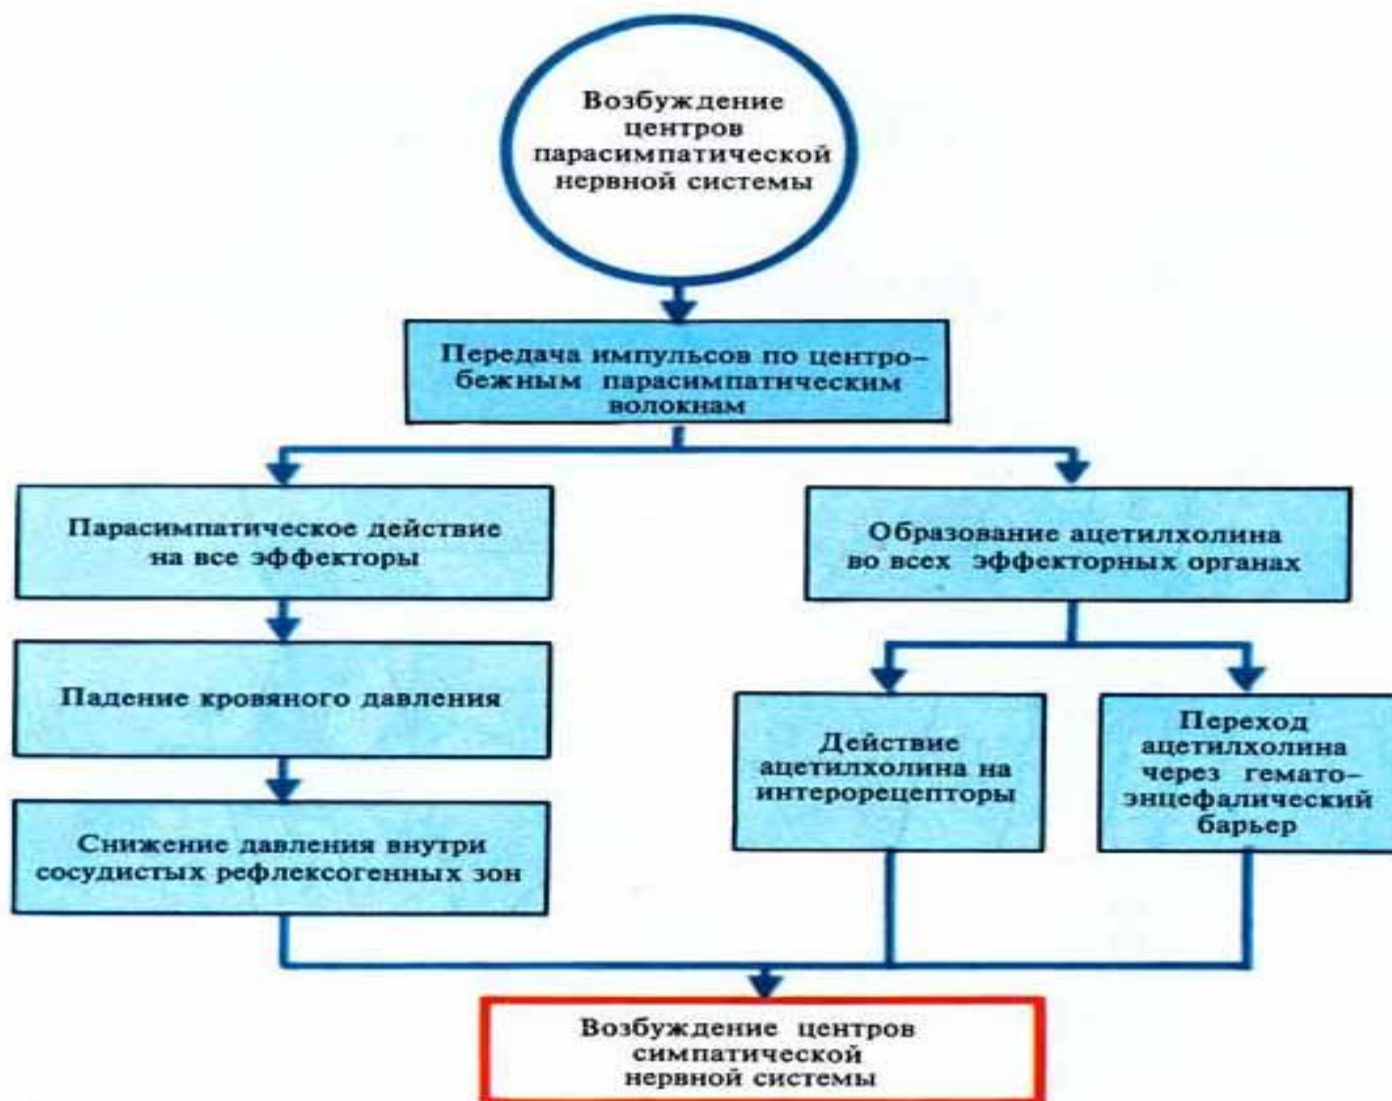 Возбуждение
центров
парасимпатической
нервной системы
Передача импульсов по центро-
бежным парасимпатическим
волокнам
Парасимпатическое действие
на все эффекторы
Образование ацетилхолина
во всех эффекторных органах
Падение кровяного давления
Действие
ацетилхолина на
интерорецепторы
Переход
ацетилхолина
через гемато-
энцефалический
барьер
Снижение давления внутри
сосудистых рефлексогенных зон
Возбуждение центров
симпатической
нервной системы